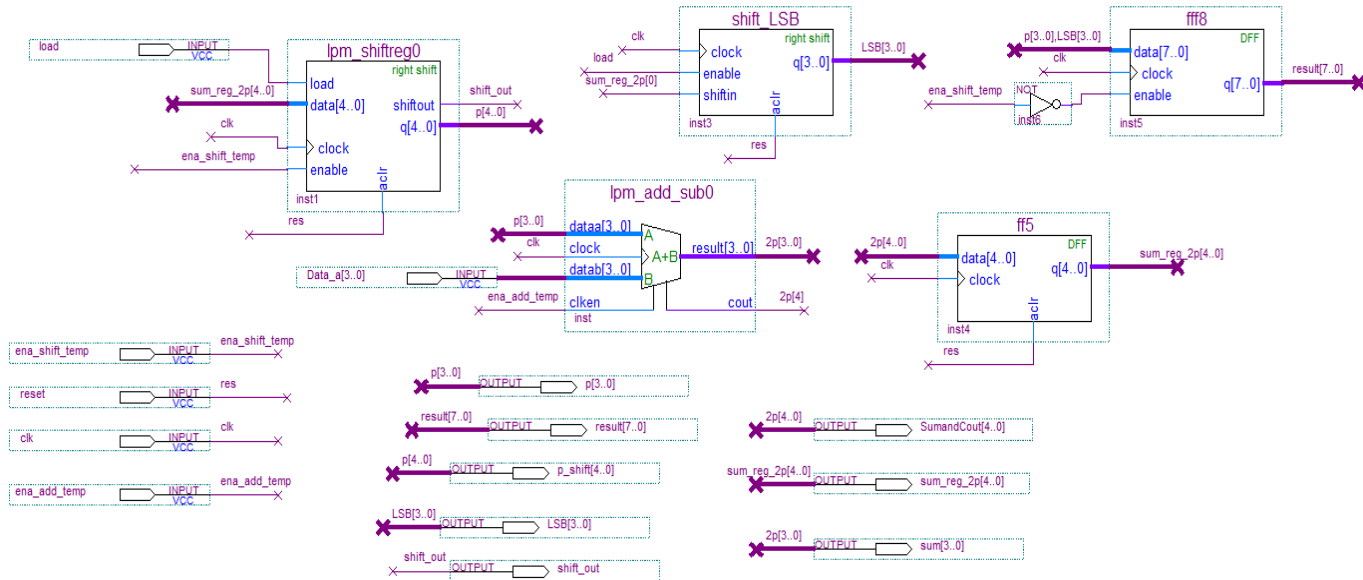 load
INPUT
VCC
lpm_shiftreg0
right shift
load
sum_reg_2p[4..0]
data[4..0]
shiftout
shift_out
q[4..0]
p[4..0]
clk
clock
ena_shift_temp
enable
aclr
inst1
res
shift_LSB
right shift
clk
clock
load
enable
q[3..0]
LSB[3..0]
sum_reg_2p[0]
shiftin
aclr
inst3
res
fff8
DFF
p[3..0],LSB[3..0]
data[7..0]
clk
clock
q[7..0]
result[7..0]
ena_shift_temp
NOT
inst6
enable
inst5
lpm_add_sub0
p[3..0]
dataa[3..0]
A
clk
clock
A+B
result[3..0]
2p[3..0]
Data_a[3..0]
INPUT
VCC
datab[3..0]
B
ena_add_temp
clken
cout
2p[4]
inst
ff5
DFF
2p[4..0]
data[4..0]
q[4..0]
sum_reg_2p[4..0]
clk
clock
aclr
inst4
res
ena_shift_temp
INPUT
VCC
ena_shift_temp
reset
INPUT
VCC
res
clk
INPUT
VCC
clk
ena_add_temp
INPUT
VCC
ena_add_temp
p[3..0]
OUTPUT
p[3..0]
result[7..0]
OUTPUT
result[7..0]
p[4..0]
OUTPUT
p_shift[4..0]
LSB[3..0]
OUTPUT
LSB[3..0]
shift_out
OUTPUT
shift_out
2p[4..0]
OUTPUT
SumandCout[4..0]
sum_reg_2p[4..0]
OUTPUT
sum_reg_2p[4..0]
2p[3..0]
OUTPUT
sum[3..0]